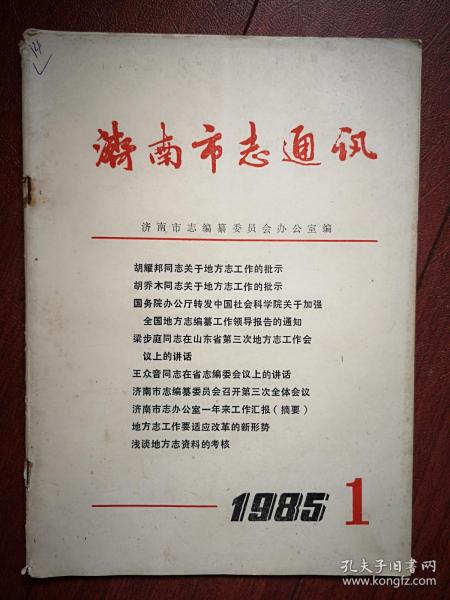 济南市志通讯
济南市志编纂委员会办公室编
胡耀邦同志关于地方志工作的批示
胡乔木同志关于地方志工作的批示
国务院办公厅转发中国社会科学院关于加强
全国地方志编纂工作领导报告的通知
梁步庭同志在山东省第三次地方志工作会
议上的讲话
王众音同志在省志编委会议上的讲话
济南市志编纂委员会召开第三次全体会议
济南市志办公室一年来工作汇报（摘要）
地方志工作要适应改革的新形势
浅谈地方志资料的考核
1985 1
孔夫子旧书网
www.kongfz.com